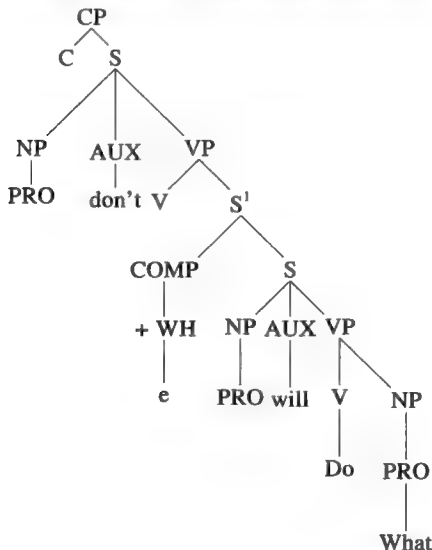 CP
C S
NP AUX VP
PRO don't V S¹
COMP S
+ WH NP AUX VP
e PRO will V NP
Do PRO
What